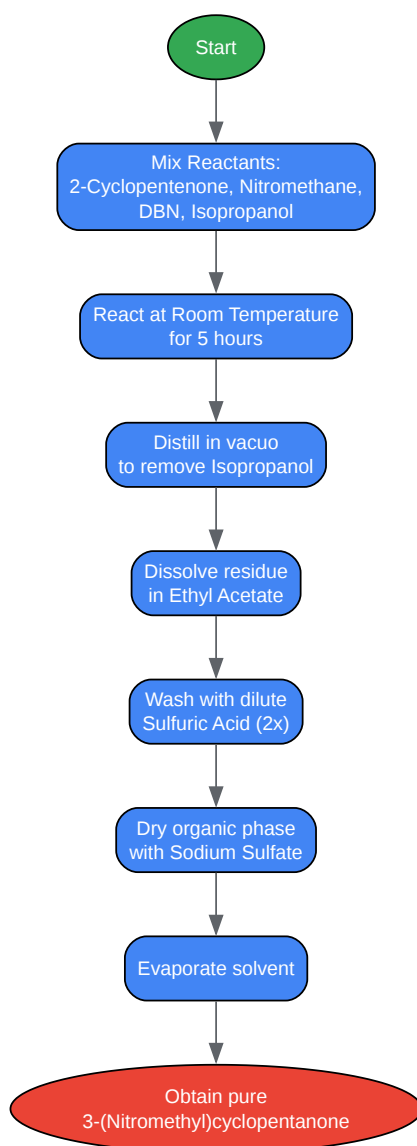 Start
Mix Reactants:
2-Cyclopentenone, Nitromethane,
DBN, Isopropanol
React at Room Temperature
for 5 hours
Distill in vacuo
to remove Isopropanol
Dissolve residue
in Ethyl Acetate
Wash with dilute
Sulfuric Acid (2x)
Dry organic phase
with Sodium Sulfate
Evaporate solvent
Obtain pure
3-(Nitromethyl)cyclopentanone